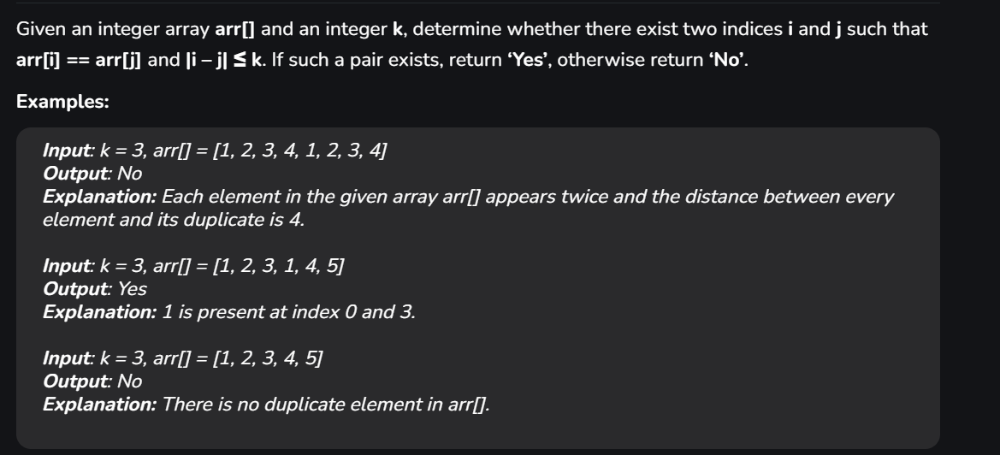 Given an integer array arr[] and an integer k, determine whether there exist two indices i and j such that
arr[i] == arr[j] and |i – j| ≤ k. If such a pair exists, return ‘Yes’, otherwise return ‘No’.
Examples:
Input: k = 3, arr[] = [1, 2, 3, 4, 1, 2, 3, 4]
Output: No
Explanation: Each element in the given array arr[] appears twice and the distance between every
element and its duplicate is 4.
Input: k = 3, arr[] = [1, 2, 3, 1, 4, 5]
Output: Yes
Explanation: 1 is present at index 0 and 3.
Input: k = 3, arr[] = [1, 2, 3, 4, 5]
Output: No
Explanation: There is no duplicate element in arr[].